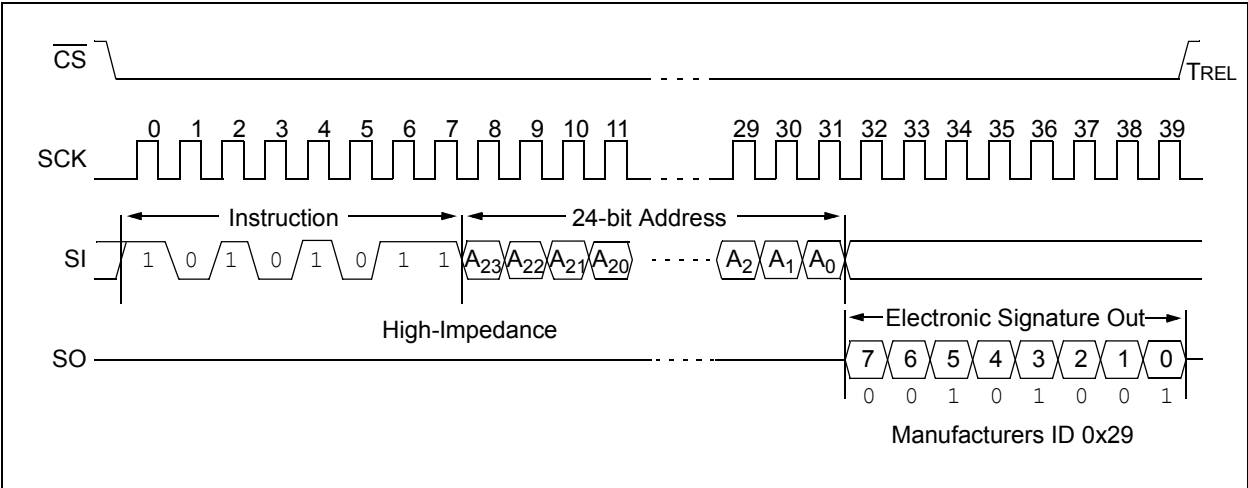 CS
TREL
0 1 2 3 4 5 6 7 8 9 10 11 29 30 31 32 33 34 35 36 37 38 39
SCK
Instruction 24-bit Address
SI 1 0 1 0 1 0 1 1 A23 A22 A21 A20 A2 A1 A0
High-Impedance
Electronic Signature Out
SO 7 6 5 4 3 2 1 0
0 0 1 0 1 0 0 1
Manufacturers ID 0x29